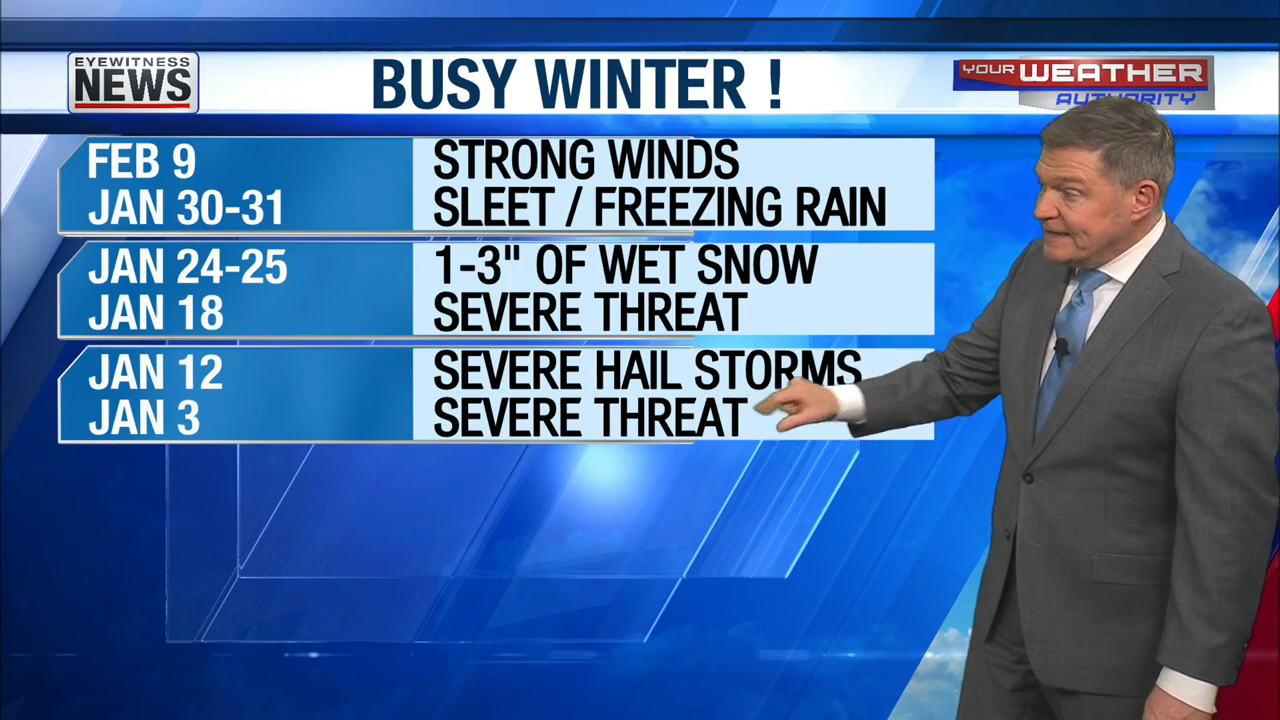 EYEWITNESS
NEWS
BUSY WINTER !
YOUR WEATHER
AUTHORITY
FEB 9 STRONG WINDS
JAN 30-31 SLEET / FREEZING RAIN
JAN 24-25 1-3" OF WET SNOW
JAN 18 SEVERE THREAT
JAN 12 SEVERE HAIL STORMS
JAN 3 SEVERE THREAT